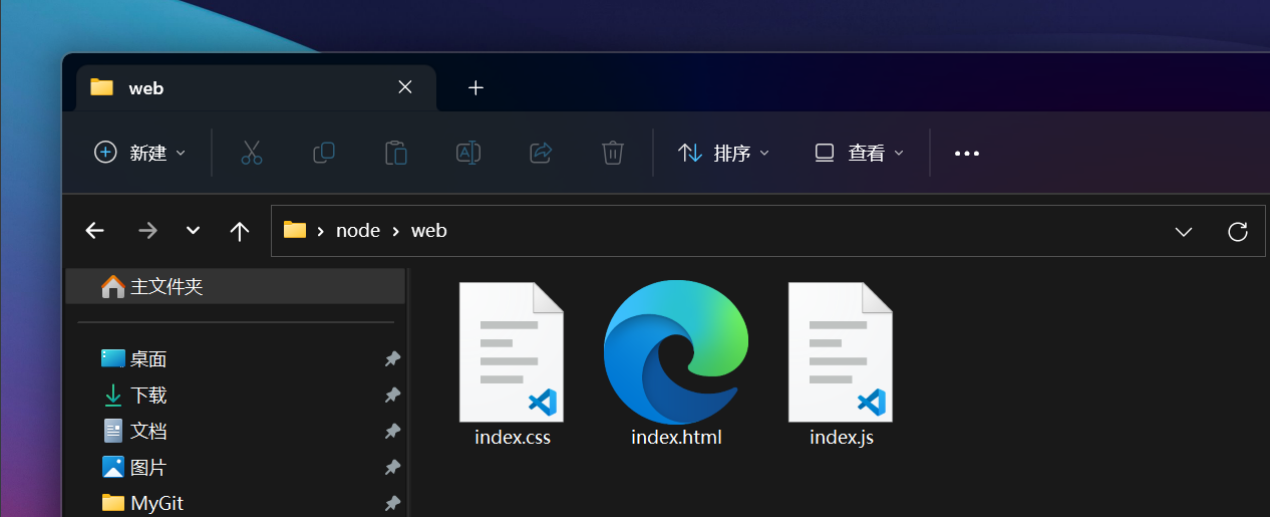 web
新建
排序
查看
node
web
主文件夹
桌面
下载
文档
图片
MyGit
index.css
index.html
index.js